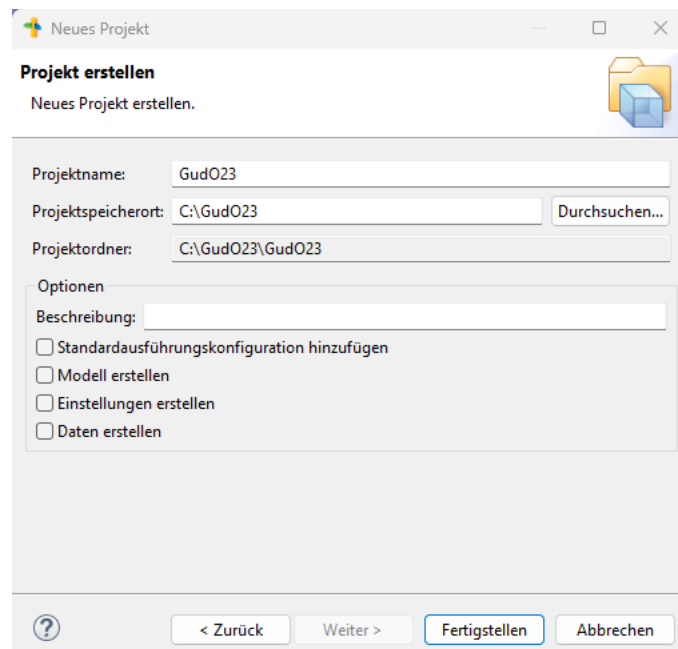 Neues Projekt
Projekt erstellen
Neues Projekt erstellen.
Projektname: GudO23
Projektspeicherort: C:\GudO23 Durchsuchen...
Projektordner: C:\GudO23\GudO23
Optionen
Beschreibung:
Standardausführungskonfiguration hinzufügen
Modell erstellen
Einstellungen erstellen
Daten erstellen
? < Zurück Weiter > Fertigstellen Abbrechen